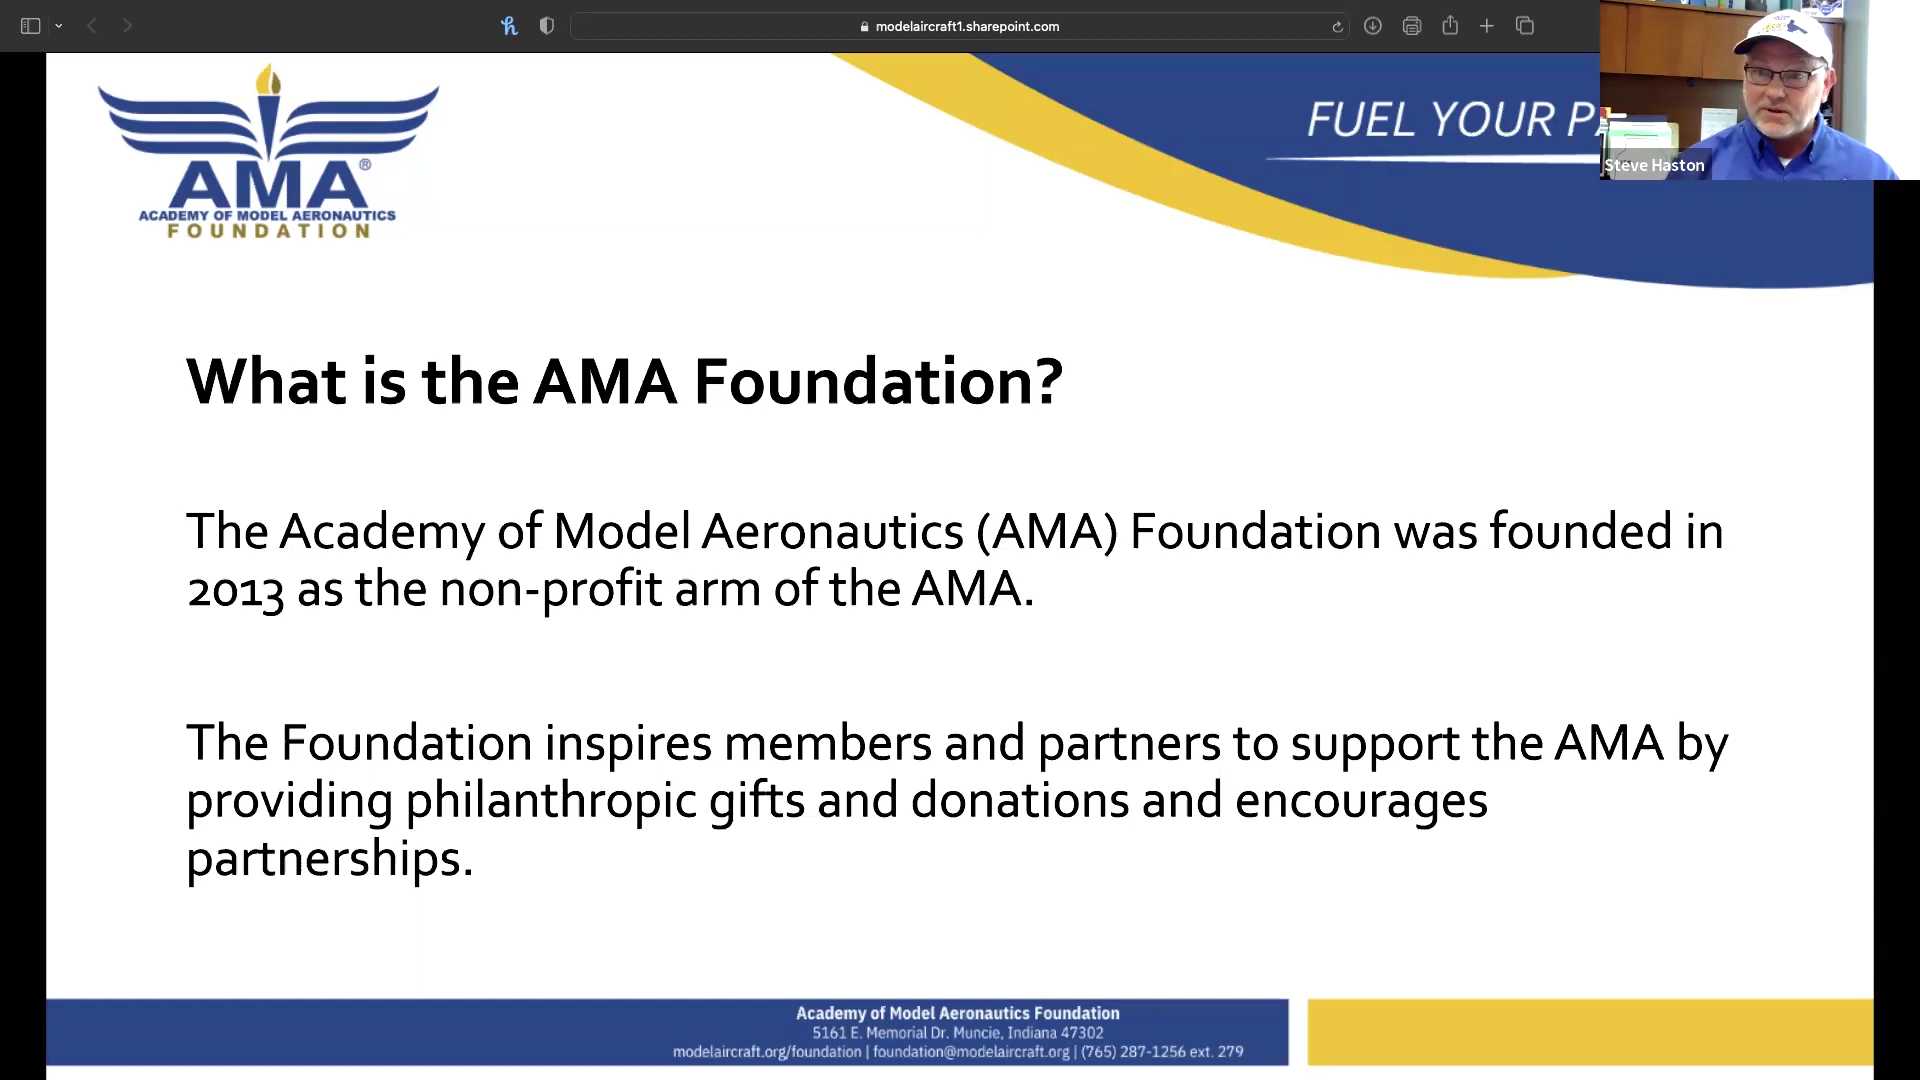 modelaircraft1.sharepoint.com
FUEL YOUR
Steve Haston
AMA®
ACADEMY OF MODEL AERONAUTICS
FOUNDATION
What is the AMA Foundation?
The Academy of Model Aeronautics (AMA) Foundation was founded in
2013 as the non-profit arm of the AMA.
The Foundation inspires members and partners to support the AMA by
providing philanthropic gifts and donations and encourages
partnerships.
Academy of Model Aeronautics Foundation
5161 E. Memorial Dr. Muncie, Indiana 47302
modelaircraft.org/foundation | foundation@modelaircraft.org | (765) 287-1256 ext. 279